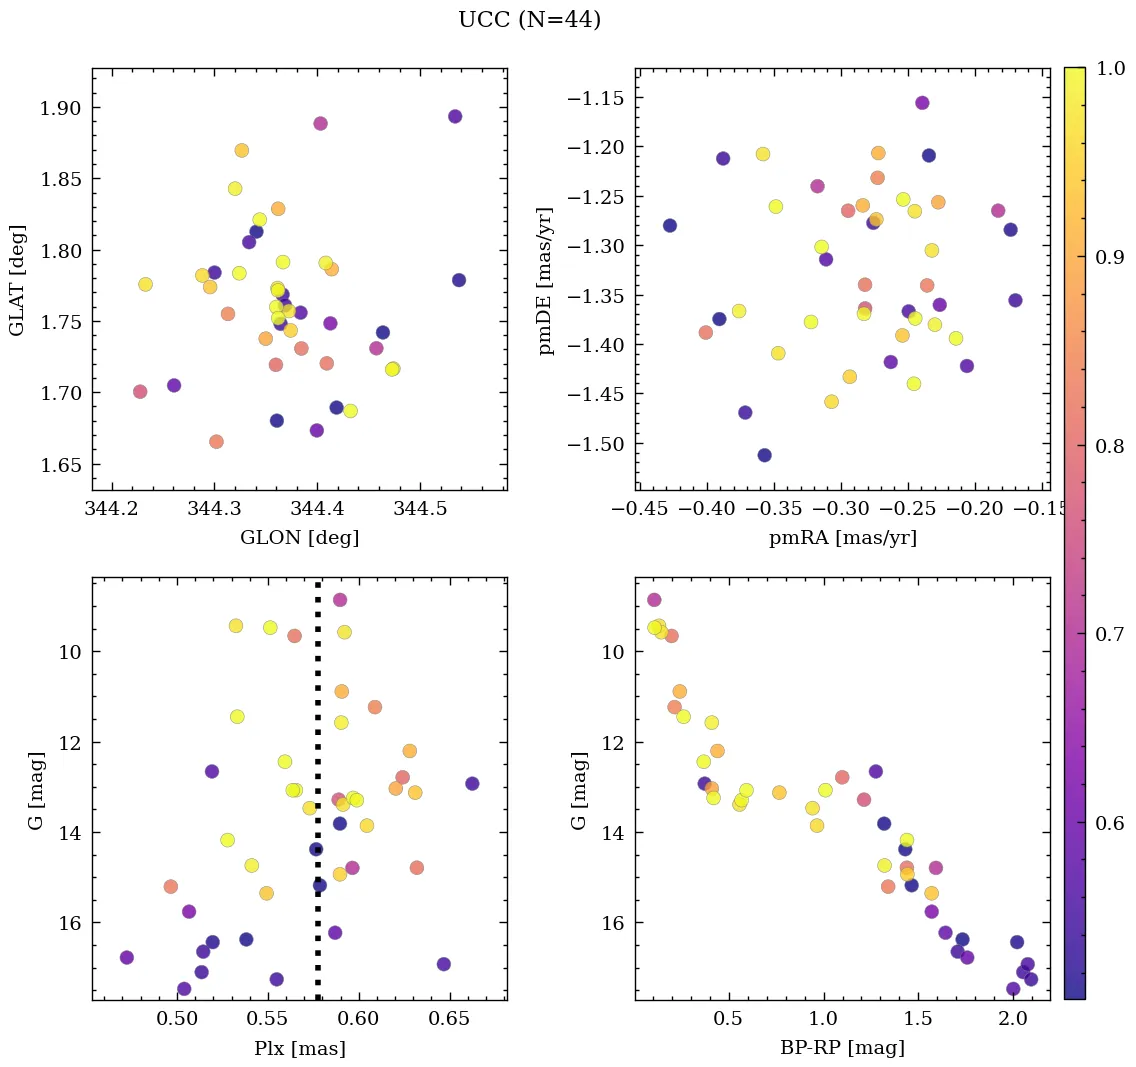 UCC (N=44)
1.90
1.85
1.80
1.75
1.70
1.65
GLAT [deg]
344.2 344.3 344.4 344.5
GLON [deg]
−1.15
−1.20
−1.25
−1.30
−1.35
−1.40
−1.45
−1.50
pmDE [mas/yr]
−0.45 −0.40 −0.35 −0.30 −0.25 −0.20 −0.15
pmRA [mas/yr]
10
12
14
16
G [mag]
0.50 0.55 0.60 0.65
Plx [mas]
10
12
14
16
G [mag]
0.5 1.0 1.5 2.0
BP-RP [mag]
1.0
0.9
0.8
0.7
0.6